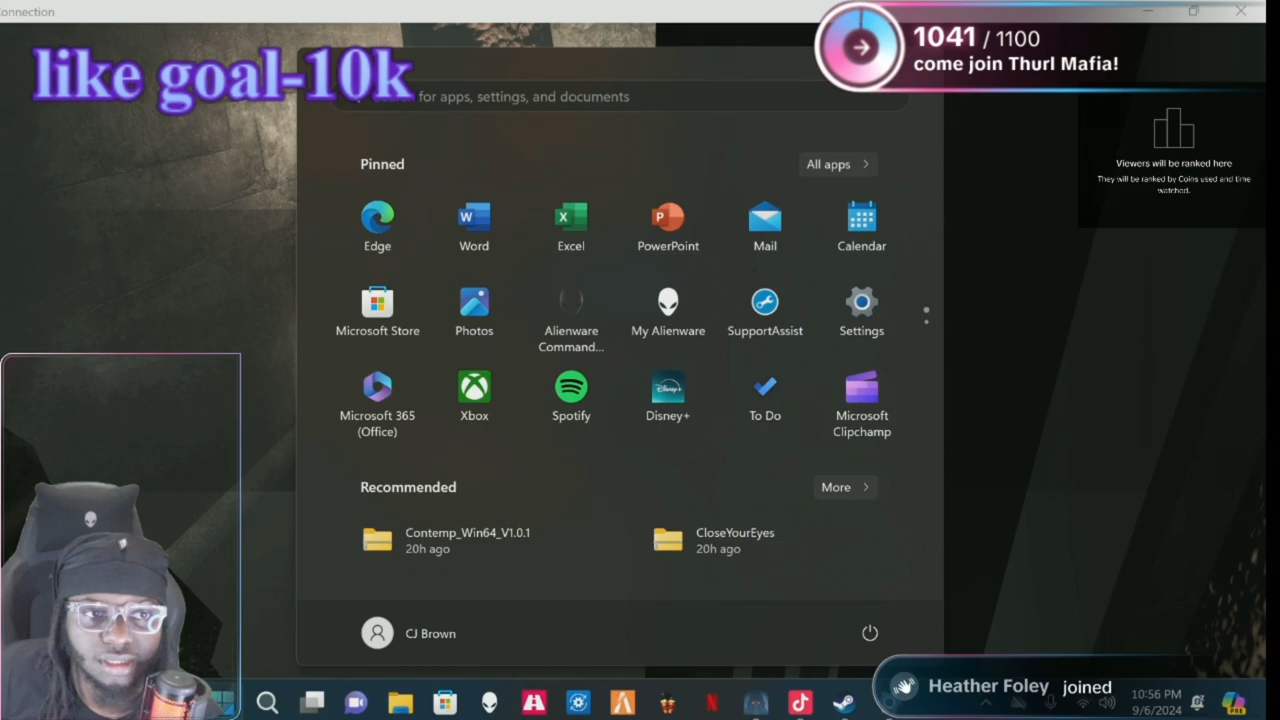 onnection
like goal-10k
for apps, settings, and documents
1041 / 1100
come join Thurl Mafia!
Viewers will be ranked here
They will be ranked by Coins used and time
watched.
Pinned
All apps
Edge
Word
Excel
PowerPoint
Mail
Calendar
Microsoft Store
Photos
Alienware
Command...
My Alienware
SupportAssist
Settings
Microsoft 365
(Office)
Xbox
Spotify
Disney+
To Do
Microsoft
Clipchamp
Recommended
More
Contemp_Win64_V1.0.1
20h ago
CloseYourEyes
20h ago
CJ Brown
Heather Foley joined
10:56 PM
9/6/2024